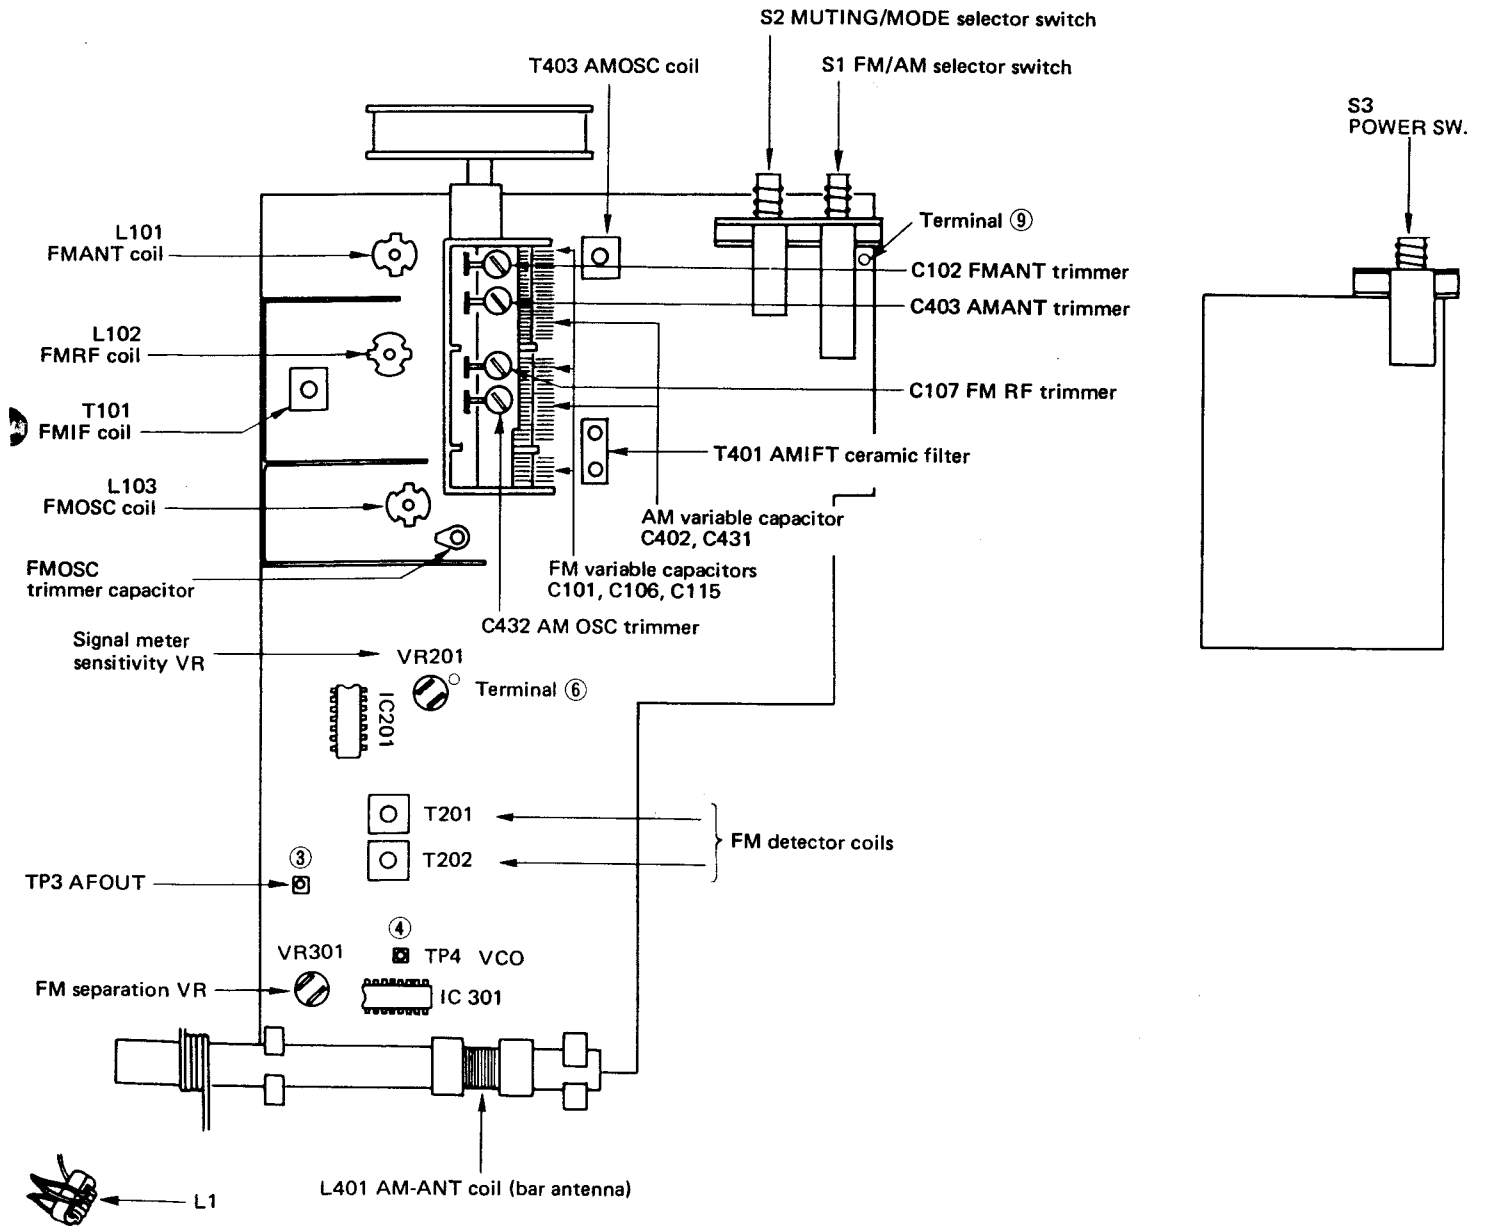 S2 MUTING/MODE selector switch
T403 AMOSC coil
S1 FM/AM selector switch
S3
POWER SW.
L101
FMANT coil
Terminal ⑨
C102 FMANT trimmer
C403 AMANT trimmer
L102
FMRF coil
C107 FM RF trimmer
T101
FMIF coil
T401 AMIFT ceramic filter
L103
FMOSC coil
AM variable capacitor
C402, C431
FMOSC
trimmer capacitor
FM variable capacitors
C101, C106, C115
C432 AM OSC trimmer
Signal meter
sensitivity VR
VR201
Terminal ⑥
IC201
T201
FM detector coils
T202
③
TP3 AFOUT
④
VR301
TP4 VCO
FM separation VR
IC 301
L401 AM-ANT coil (bar antenna)
L1